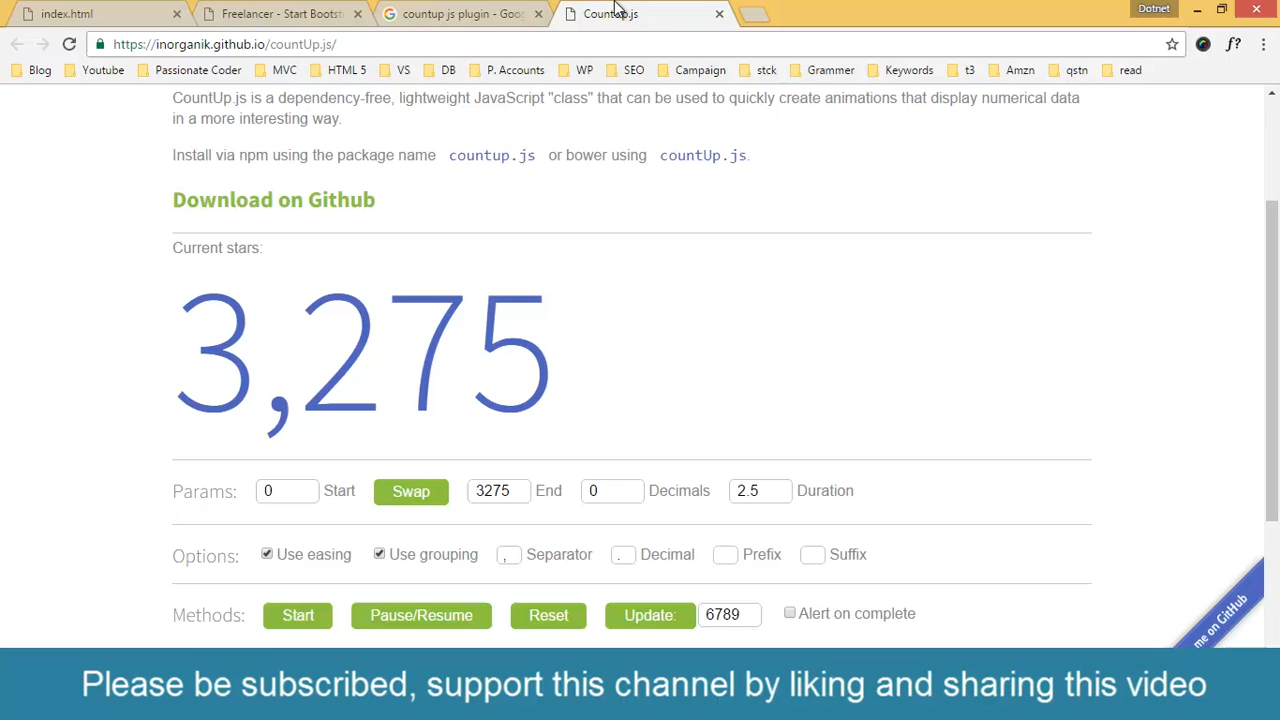 index.html
Freelancer - Start Bootst
countup js plugin - Goo
CountUp.js
Dotnet
https://inorganik.github.io/countUp.js/
f?
Blog Youtube Passionate Coder MVC HTML 5 VS DB P. Accounts WP SEO Campaign stck Grammer Keywords t3 Amzn qstn read
CountUp.js is a dependency-free, lightweight JavaScript "class" that can be used to quickly create animations that display numerical data
in a more interesting way.
Install via npm using the package name countup.js or bower using countUp.js.
Download on Github
Current stars:
3,275
Params: 0 Start Swap 3275 End 0 Decimals 2.5 Duration
Options: Use easing Use grouping , Separator . Decimal Prefix Suffix
Methods: Start Pause/Resume Reset Update: 6789 Alert on complete
me on GitHub
Please be subscribed, support this channel by liking and sharing this video